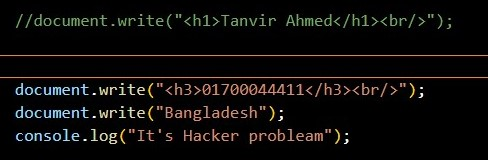 //document.write("<h1>Tanvir Ahmed</h1><br/>");
document.write("<h3>01700044411</h3><br/>");
document.write("Bangladesh");
console.log("It's Hacker probleam");